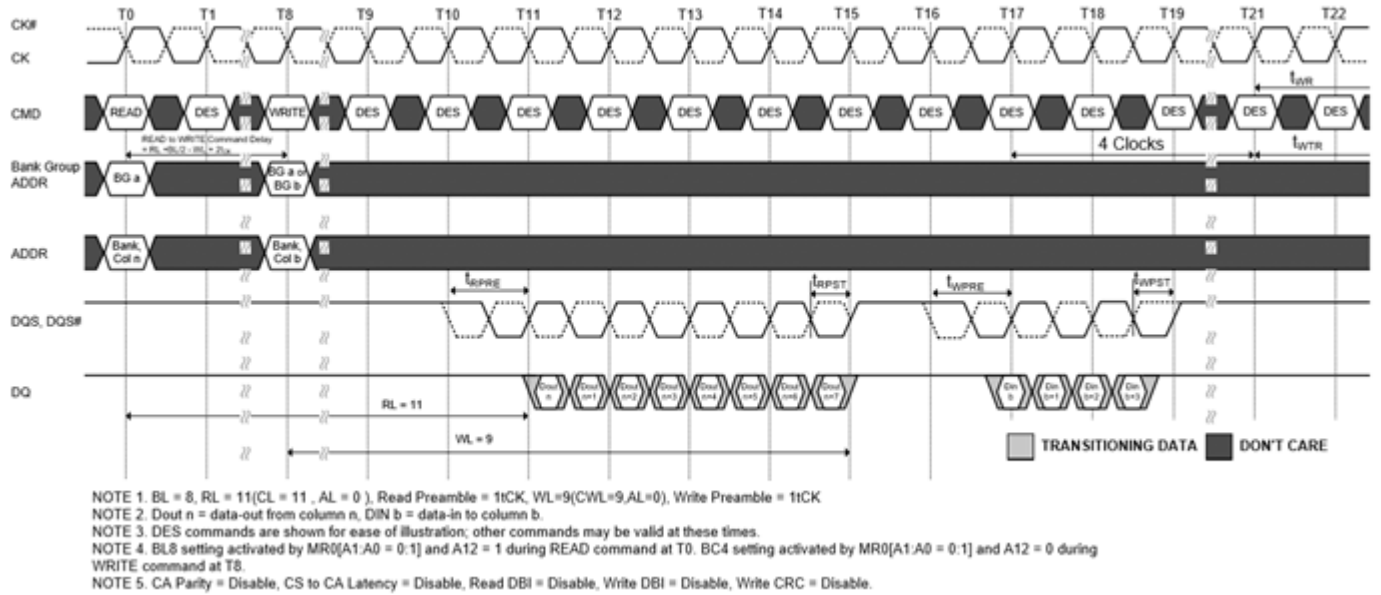 T0 T1 T8 T9 T10 T11 T12 T13 T14 T15 T16 T17 T18 T19 T20 T21 T22
CK#
CK
tWR
CMD READ DES WRITE DES DES DES DES DES DES DES DES DES DES DES DES DES
READ to WRITE Command Delay
= RL +BL/2 - WL + 2tCK
4 Clocks
tWTR
Bank Group
ADDR
BG a
BG a or
BG b
ADDR
Bank,
Col n
Bank,
Col b
tRPRE tRPST tWPRE tWPST
DQS, DQS#
DQ
Dout
n
Dout
n+1
Dout
n+2
Dout
n+3
Dout
n+4
Dout
n+5
Dout
n+6
Dout
n+7
Din
b
Din
b+1
Din
b+2
Din
b+3
RL = 11
WL = 9
TRANSITIONING DATA DON'T CARE
NOTE 1. BL = 8, RL = 11(CL = 11 , AL = 0 ), Read Preamble = 1tCK, WL=9(CWL=9,AL=0), Write Preamble = 1tCK
NOTE 2. Dout n = data-out from column n, DIN b = data-in to column b.
NOTE 3. DES commands are shown for ease of illustration; other commands may be valid at these times.
NOTE 4. BL8 setting activated by MR0[A1:A0 = 0:1] and A12 = 1 during READ command at T0. BC4 setting activated by MR0[A1:A0 = 0:1] and A12 = 0 during
WRITE command at T8.
NOTE 5. CA Parity = Disable, CS to CA Latency = Disable, Read DBI = Disable, Write DBI = Disable, Write CRC = Disable.